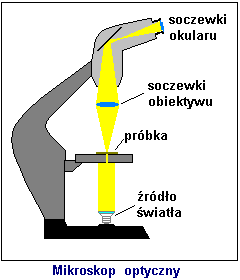 soczewki
okularu
soczewki
obiektywu
próbka
źródło
światła
Mikroskop optyczny